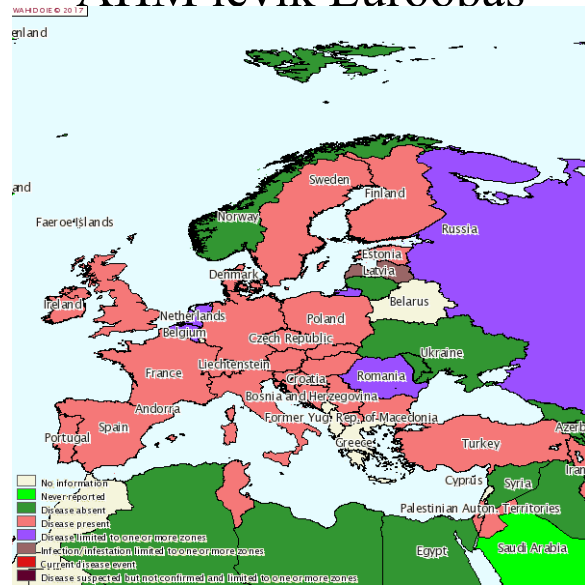 AHM levik Euroopas
WAHID OIE © 2017
Sweden
Finland
Norway
Faeroe Islands
Russia
Estonia
Latvia
Denmark
Ireland
Belarus
Netherlands
Belgium
Poland
Czech Republic
Ukraine
Liechtenstein
France
Romania
Croatia
Bosnia and Herzegovina
Andorra
Former Yug. Rep. of Macedonia
Portugal
Spain
Greece
Turkey
Cyprus
Syria
Palestinian Auton. Territories
Egypt
Saudi Arabia
No information
Never reported
Disease absent
Disease present
Disease limited to one or more zones
Infection/infestation limited to one or more zones
Current disease event
Disease suspected but not confirmed and limited to one or more zones